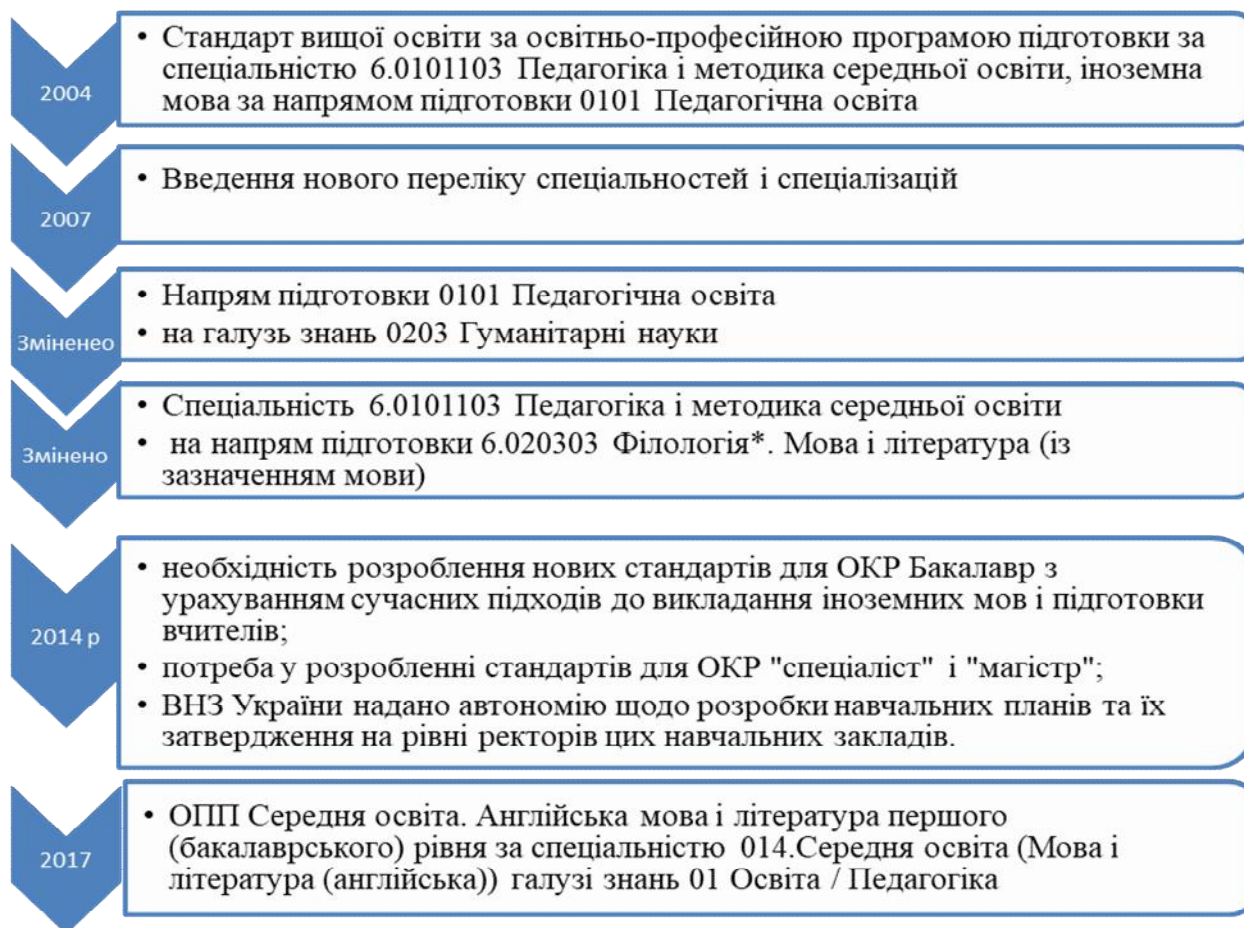 2004
• Стандарт вищої освіти за освітньо-професійною програмою підготовки за
спеціальністю 6.0101103 Педагогіка і методика середньої освіти, іноземна
мова за напрямом підготовки 0101 Педагогічна освіта
2007
• Введення нового переліку спеціальностей і спеціалізацій
Зміненео
• Напрям підготовки 0101 Педагогічна освіта
• на галузь знань 0203 Гуманітарні науки
Змінено
• Спеціальність 6.0101103 Педагогіка і методика середньої освіти
• на напрям підготовки 6.020303 Філологія*. Мова і література (із
зазначенням мови)
2014 р
• необхідність розроблення нових стандартів для ОКР Бакалавр з
урахуванням сучасних підходів до викладання іноземних мов і підготовки
вчителів;
• потреба у розробленні стандартів для ОКР "спеціаліст" і "магістр";
• ВНЗ України надано автономію щодо розробки навчальних планів та їх
затвердження на рівні ректорів цих навчальних закладів.
2017
• ОПП Середня освіта. Англійська мова і література першого
(бакалаврського) рівня за спеціальністю 014.Середня освіта (Мова і
література (англійська)) галузі знань 01 Освіта / Педагогіка